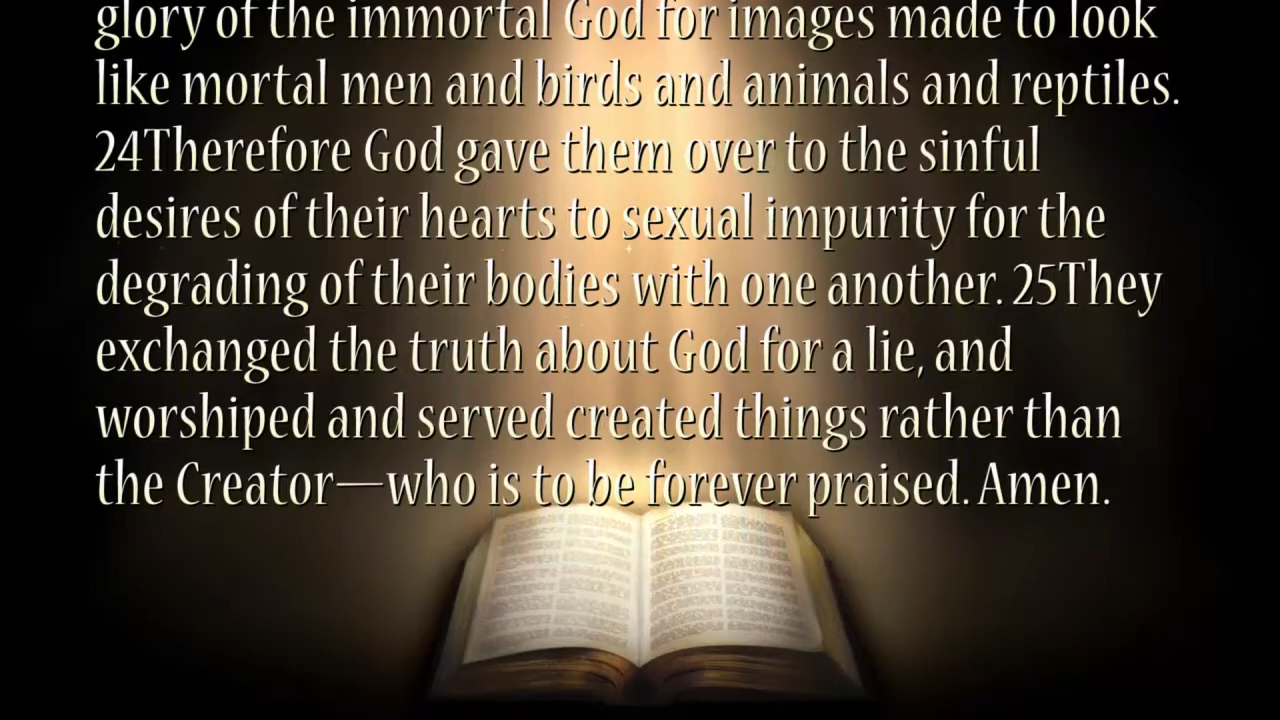 glory of the immortal God for images made to look
like mortal men and birds and animals and reptiles.
24Therefore God gave them over to the sinful
desires of their hearts to sexual impurity for the
degrading of their bodies with one another. 25They
exchanged the truth about God for a lie, and
worshiped and served created things rather than
the Creator—who is to be forever praised. Amen.